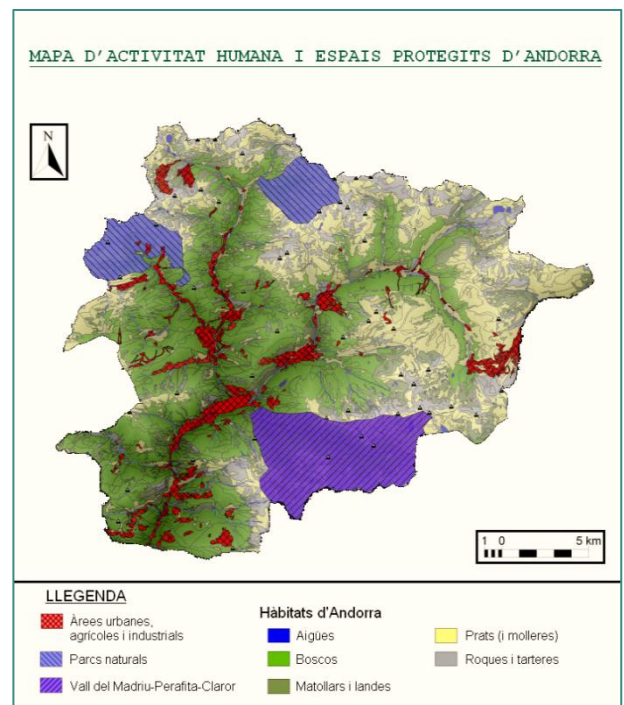 MAPA D'ACTIVITAT HUMANA I ESPAIS PROTEGITS D'ANDORRA
N
1 0 5 km
LLEGENDA
Àrees urbanes,
agrícoles i industrials
Parcs naturals
Vall del Madriu-Perafita-Claror
Hàbitats d'Andorra
Aigües
Boscos
Matollars i landes
Prats (i molleres)
Roques i tarteres